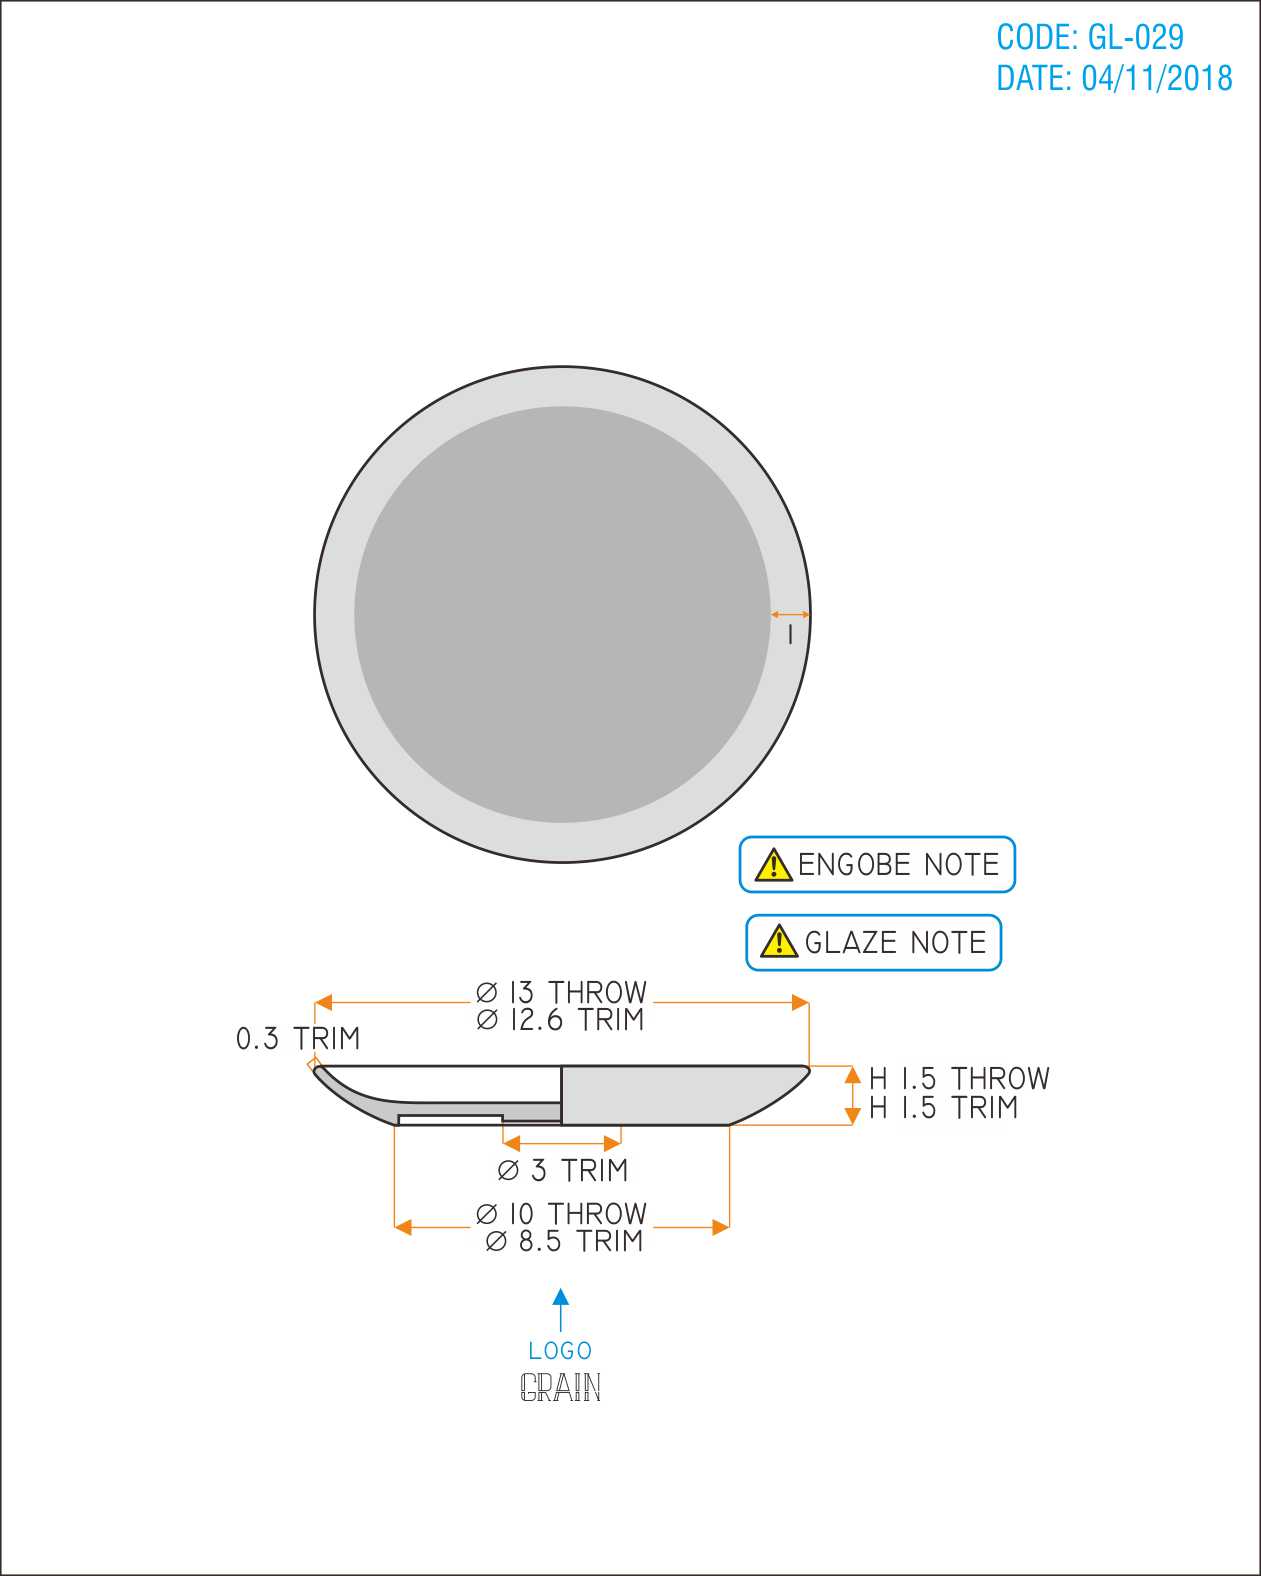 CODE: GL-029
DATE: 04/11/2018
1
ENGOBE NOTE
GLAZE NOTE
Ø 13 THROW
Ø 12.6 TRIM
0.3 TRIM
H 1.5 THROW
H 1.5 TRIM
Ø 3 TRIM
Ø 10 THROW
Ø 8.5 TRIM
LOGO
GRAIN